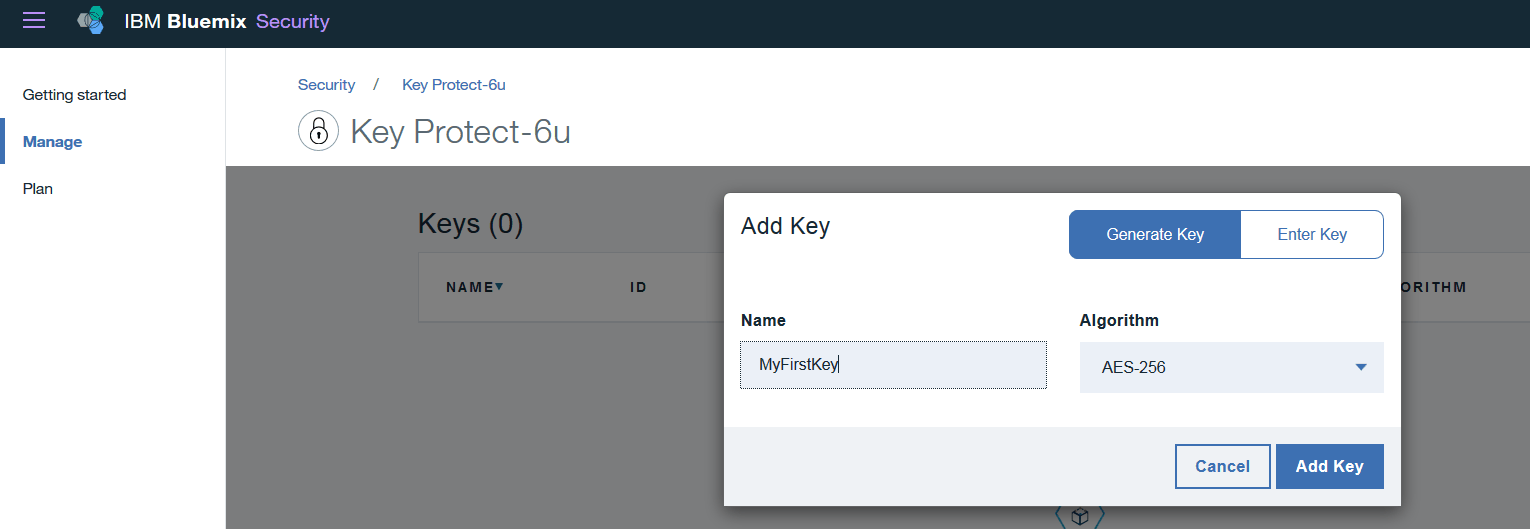 IBM Bluemix Security
Getting started
Manage
Plan
Security / Key Protect-6u
Key Protect-6u
Keys (0)
NAME ID ORITHM
Add Key
Generate Key Enter Key
Name Algorithm
MyFirstKey AES-256
Cancel Add Key